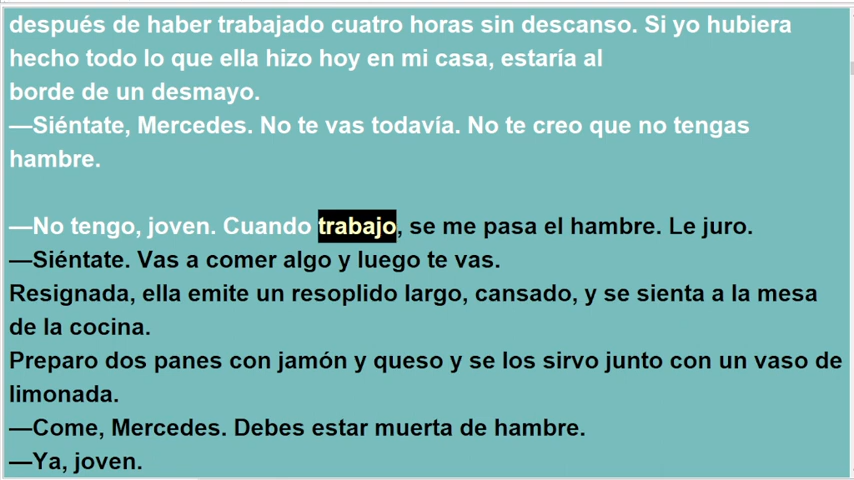 después de haber trabajado cuatro horas sin descanso. Si yo hubiera
hecho todo lo que ella hizo hoy en mi casa, estaría al
borde de un desmayo.
—Siéntate, Mercedes. No te vas todavía. No te creo que no tengas
hambre.
—No tengo, joven. Cuando trabajo, se me pasa el hambre. Le juro.
—Siéntate. Vas a comer algo y luego te vas.
Resignada, ella emite un resoplido largo, cansado, y se sienta a la mesa
de la cocina.
Preparo dos panes con jamón y queso y se los sirvo junto con un vaso de
limonada.
—Come, Mercedes. Debes estar muerta de hambre.
—Ya, joven.